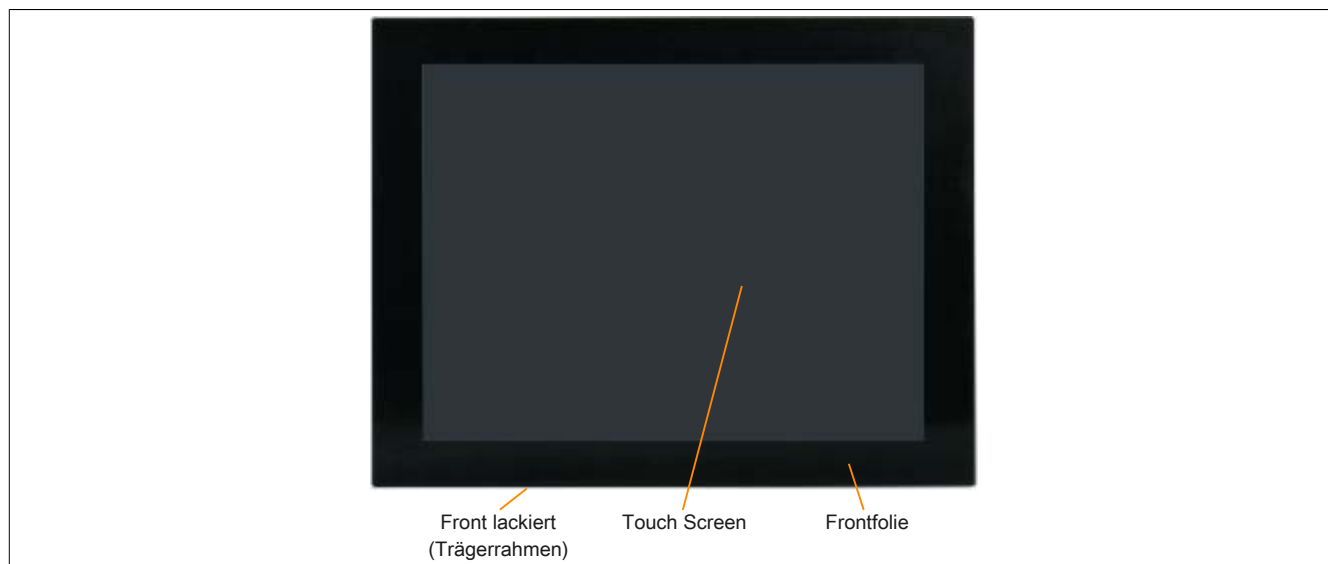 Front lackiert
(Trägerrahmen)
Touch Screen
Frontfolie